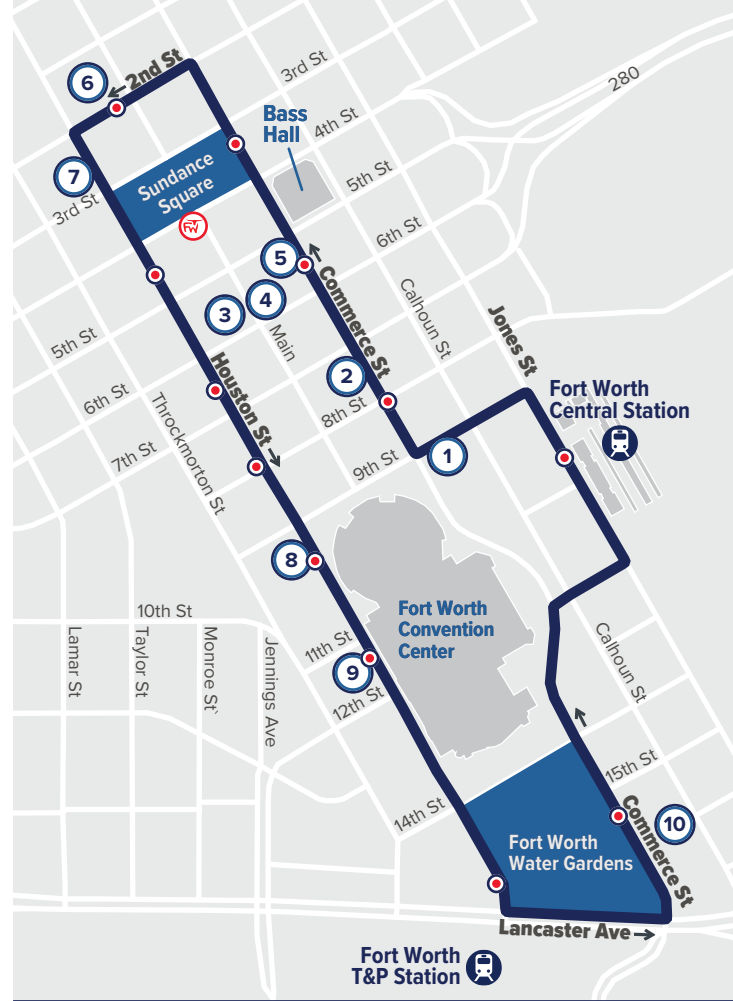 6
2nd St
3rd St
280
Bass
Hall
4th St
7
Sundance
Square
5th St
3rd St
FW
6th St
5
4
3
Commerce St
Calhoun St
Jones St
Main
5th St
2
Houston St
Fort Worth
Central Station
6th St
Throckmorton St
8th St
7th St
9th St
1
8
10th St
Fort Worth
Convention
Center
Lamar St
Taylor St
Monroe St`
Jennings Ave
11th St
Calhoun St
9
12th St
15th St
14th St
Commerce St
10
Fort Worth
Water Gardens
Lancaster Ave
Fort Worth
T&P Station